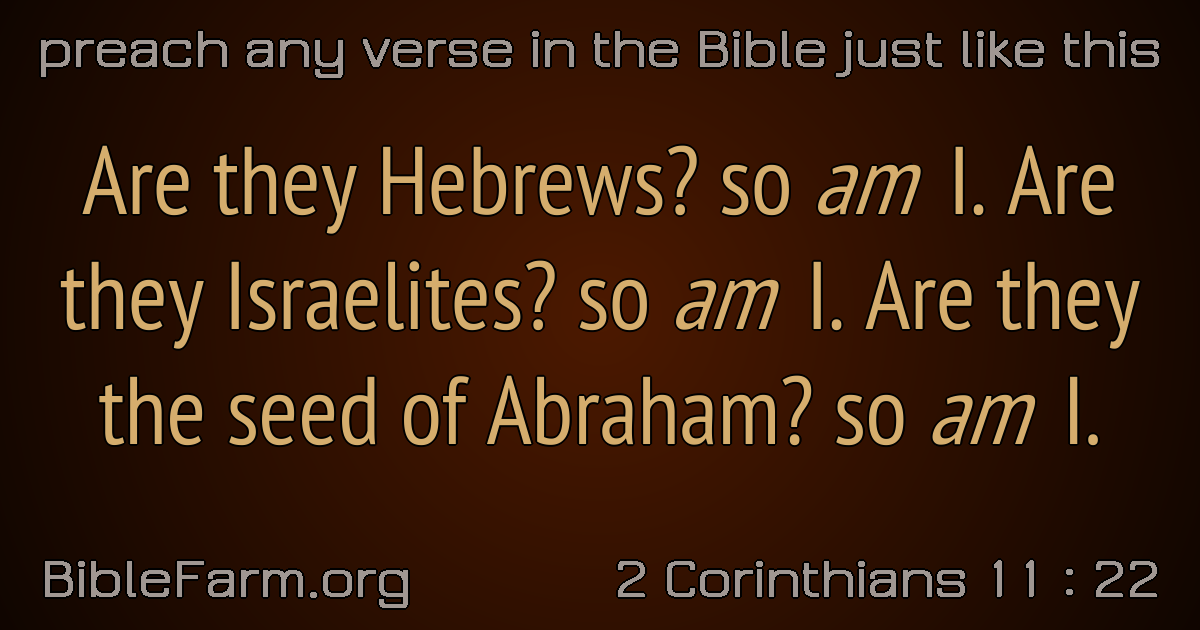 preach any verse in the Bible just like this
Are they Hebrews? so am I. Are
they Israelites? so am I. Are they
the seed of Abraham? so am I.
BibleFarm.org
2 Corinthians 11 : 22